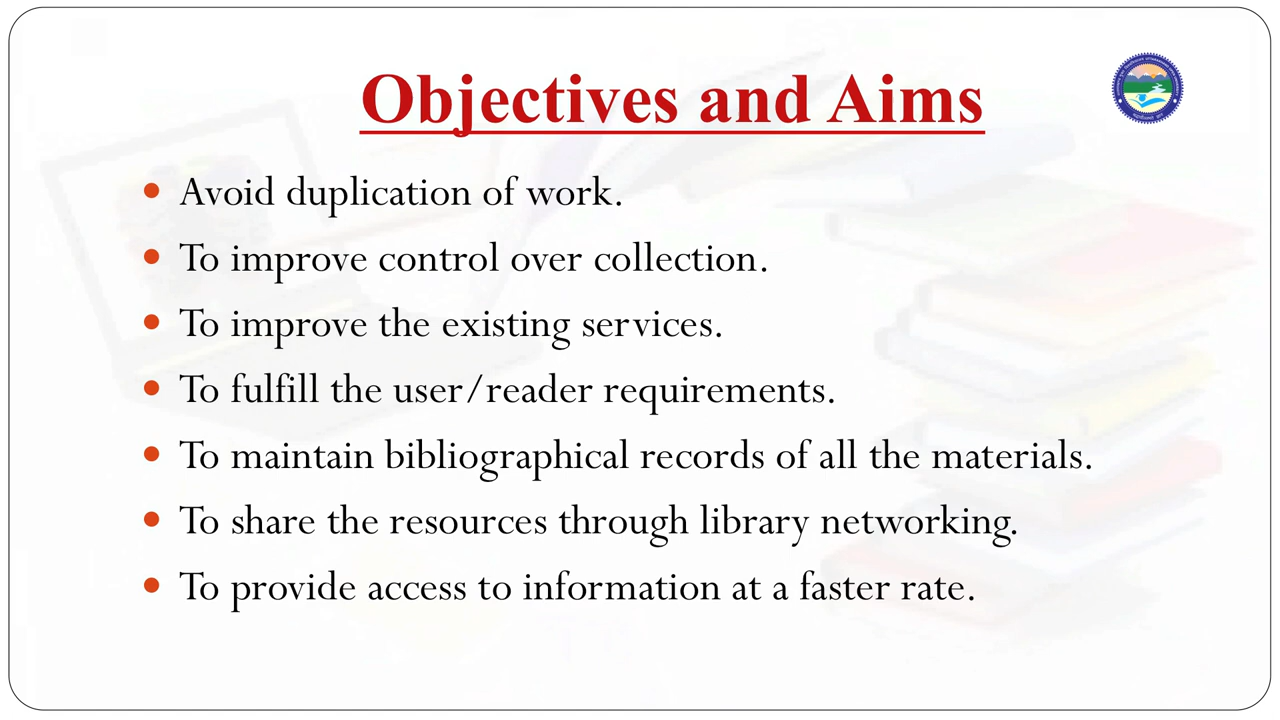 Objectives and Aims
Avoid duplication of work.
To improve control over collection.
To improve the existing services.
To fulfill the user/reader requirements.
To maintain bibliographical records of all the materials.
To share the resources through library networking.
To provide access to information at a faster rate.